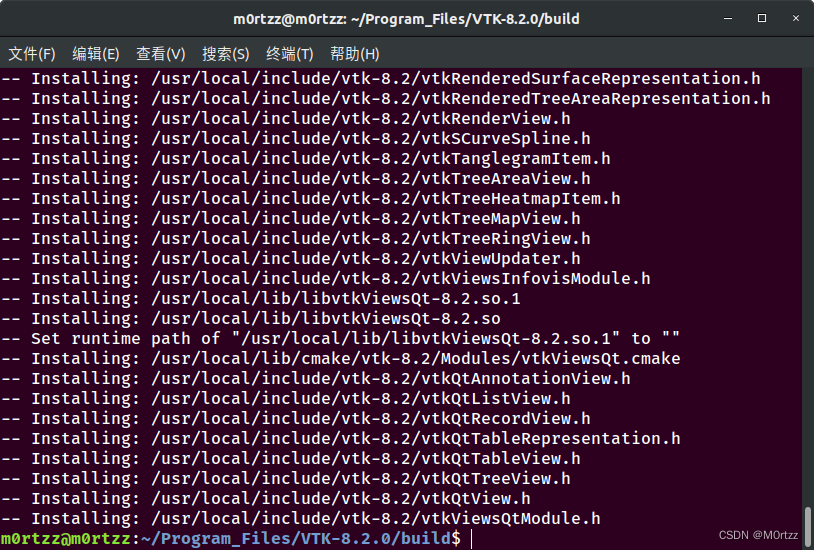 m0rtzz@m0rtzz: ~/Program_Files/VTK-8.2.0/build
文件(F) 编辑(E) 查看(V) 搜索(S) 终端(T) 帮助(H)
-- Installing: /usr/local/include/vtk-8.2/vtkRenderedSurfaceRepresentation.h
-- Installing: /usr/local/include/vtk-8.2/vtkRenderedTreeAreaRepresentation.h
-- Installing: /usr/local/include/vtk-8.2/vtkRenderView.h
-- Installing: /usr/local/include/vtk-8.2/vtkSCurveSpline.h
-- Installing: /usr/local/include/vtk-8.2/vtkTanglegramItem.h
-- Installing: /usr/local/include/vtk-8.2/vtkTreeAreaView.h
-- Installing: /usr/local/include/vtk-8.2/vtkTreeHeatmapItem.h
-- Installing: /usr/local/include/vtk-8.2/vtkTreeMapView.h
-- Installing: /usr/local/include/vtk-8.2/vtkTreeRingView.h
-- Installing: /usr/local/include/vtk-8.2/vtkViewUpdater.h
-- Installing: /usr/local/include/vtk-8.2/vtkViewsInfovisModule.h
-- Installing: /usr/local/lib/libvtkViewsQt-8.2.so.1
-- Installing: /usr/local/lib/libvtkViewsQt-8.2.so
-- Set runtime path of "/usr/local/lib/libvtkViewsQt-8.2.so.1" to ""
-- Installing: /usr/local/lib/cmake/vtk-8.2/Modules/vtkViewsQt.cmake
-- Installing: /usr/local/include/vtk-8.2/vtkQtAnnotationView.h
-- Installing: /usr/local/include/vtk-8.2/vtkQtListView.h
-- Installing: /usr/local/include/vtk-8.2/vtkQtRecordView.h
-- Installing: /usr/local/include/vtk-8.2/vtkQtTableRepresentation.h
-- Installing: /usr/local/include/vtk-8.2/vtkQtTableView.h
-- Installing: /usr/local/include/vtk-8.2/vtkQtTreeView.h
-- Installing: /usr/local/include/vtk-8.2/vtkQtView.h
-- Installing: /usr/local/include/vtk-8.2/vtkViewsQtModule.h
m0rtzz@m0rtzz:~/Program_Files/VTK-8.2.0/build$
CSDN @M0rtzz